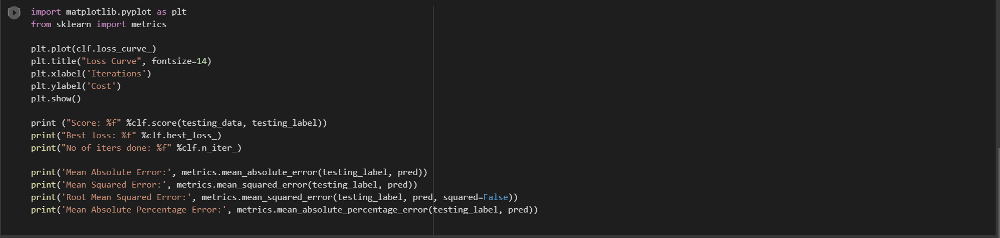 import matplotlib.pyplot as plt
from sklearn import metrics
plt.plot(clf.loss_curve_)
plt.title("Loss Curve", fontsize=14)
plt.xlabel('Iterations')
plt.ylabel('Cost')
plt.show()
print ("Score: %f" %clf.score(testing_data, testing_label))
print("Best loss: %f" %clf.best_loss_)
print("No of iters done: %f" %clf.n_iter_)
print('Mean Absolute Error:', metrics.mean_absolute_error(testing_label, pred))
print('Mean Squared Error:', metrics.mean_squared_error(testing_label, pred))
print('Root Mean Squared Error:', metrics.mean_squared_error(testing_label, pred, squared=False))
print('Mean Absolute Percentage Error:', metrics.mean_absolute_percentage_error(testing_label, pred))